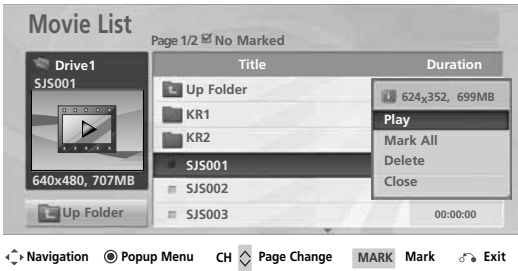 Movie List
Page 1/2 ☑ No Marked
Drive1
SJS001
640x480, 707MB
Up Folder
Title
Duration
Up Folder
KR1
KR2
SJS001
SJS002
SJS003
00:00:00
624x352, 699MB
Play
Mark All
Delete
Close
Navigation
Popup Menu
CH
Page Change
MARK
Mark
Exit